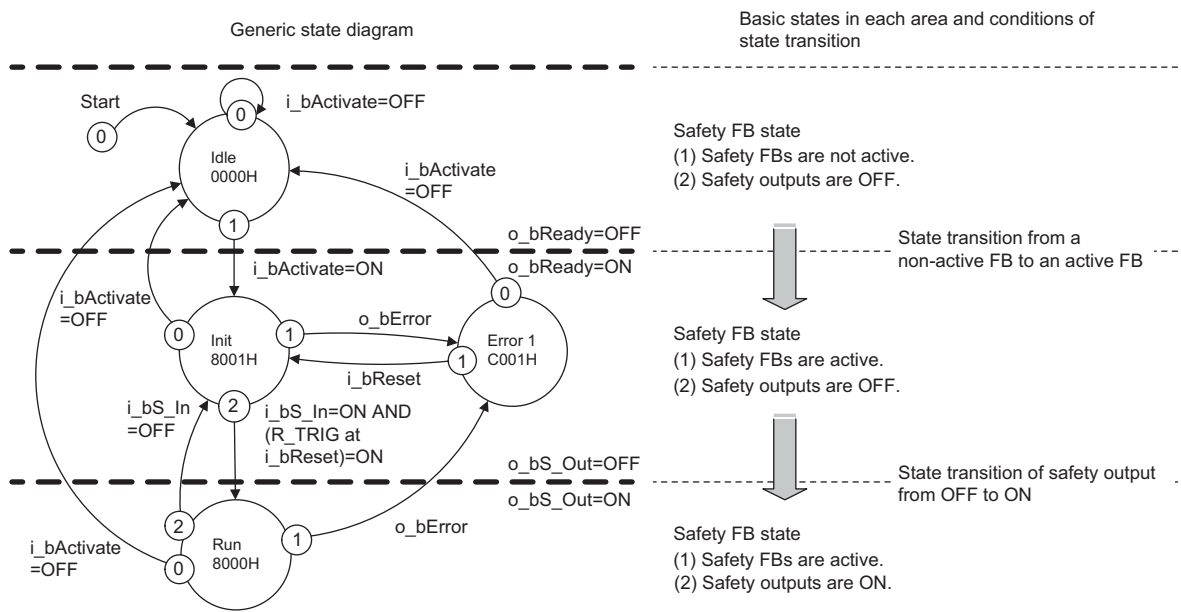 Generic state diagram
Basic states in each area and conditions of
state transition
Start
0
0
i_bActivate=OFF
Idle
0000H
1
i_bActivate
=OFF
Safety FB state
(1) Safety FBs are not active.
(2) Safety outputs are OFF.
o_bReady=OFF
o_bReady=ON
State transition from a
non-active FB to an active FB
i_bActivate=ON
i_bActivate
=OFF
0
Init
8001H
1
2
o_bError
i_bReset
0
1
Error 1
C001H
Safety FB state
(1) Safety FBs are active.
(2) Safety outputs are OFF.
i_bS_In
=OFF
i_bS_In=ON AND
(R_TRIG at
i_bReset)=ON
o_bS_Out=OFF
o_bS_Out=ON
State transition of safety output
from OFF to ON
2
0
Run
8000H
1
o_bError
i_bActivate
=OFF
Safety FB state
(1) Safety FBs are active.
(2) Safety outputs are ON.